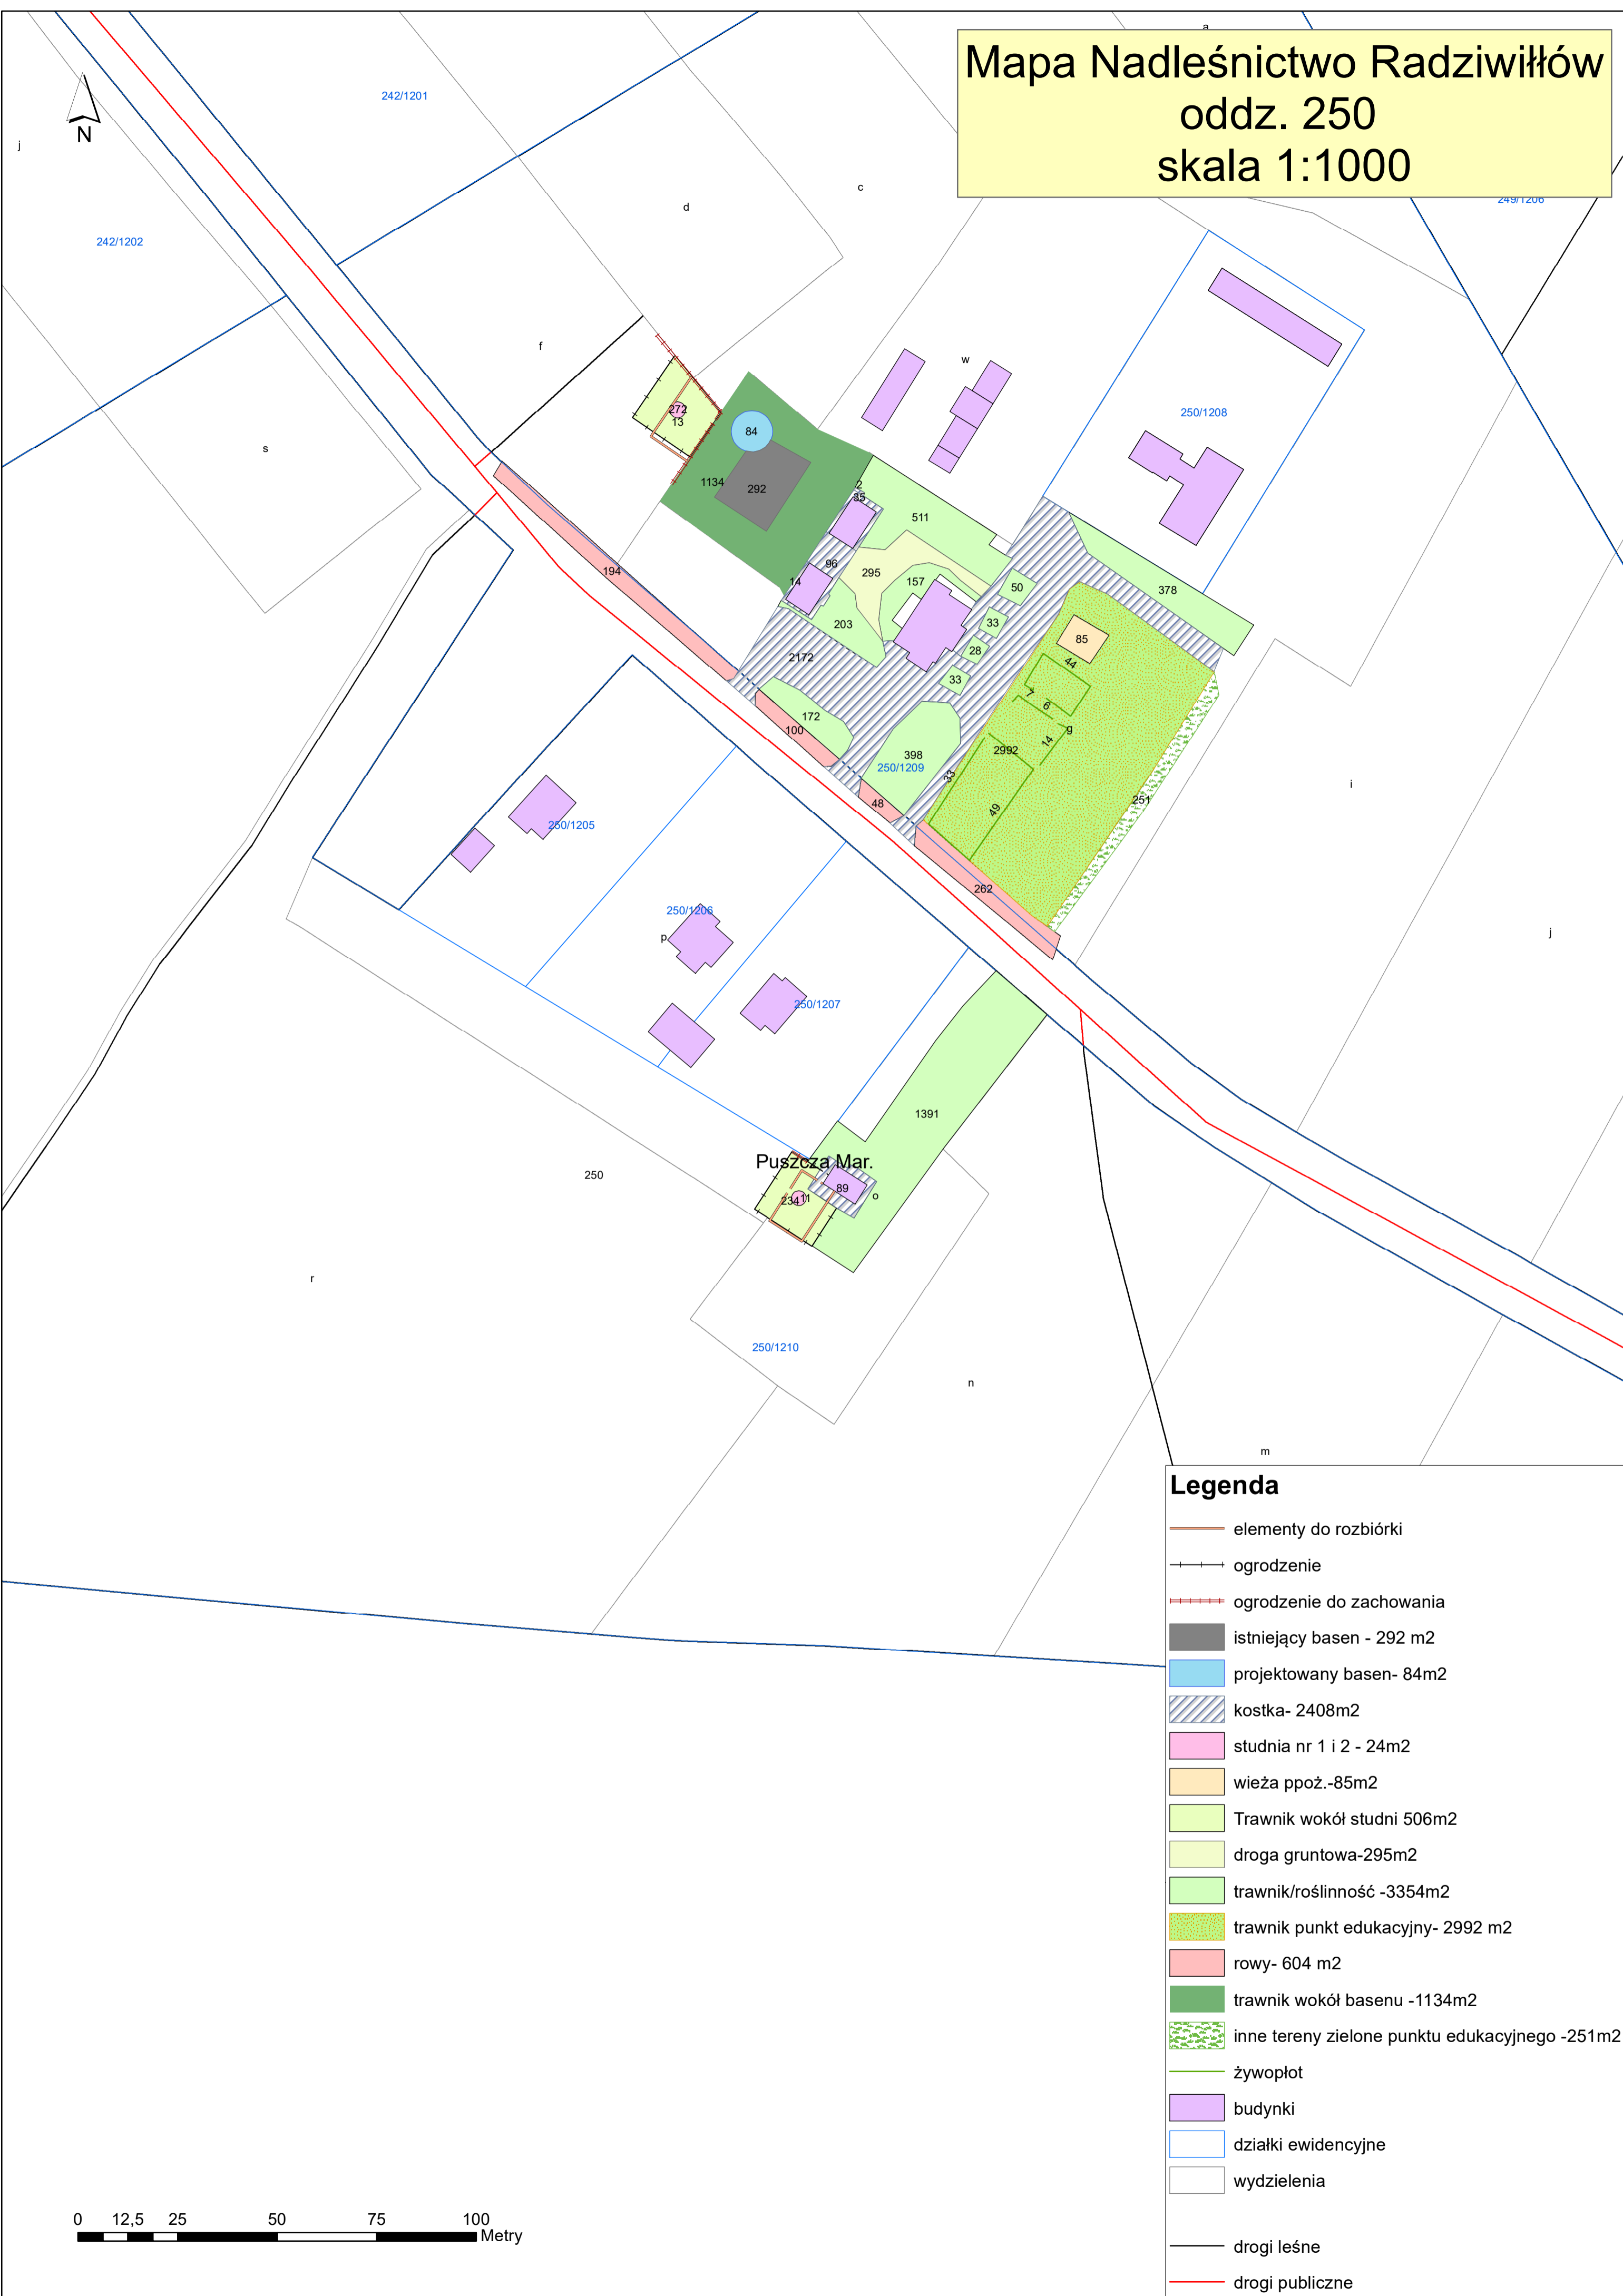 a
Mapa Nadleśnictwo Radziwiłłów
oddz. 250
skala 1:1000
N
j
242/1201
c
d
242/1202
249/1206
f
w
250/1208
s
272
13
84
1134
292
2
35
511
96
295
157
14
203
50
33
28
33
378
194
2172
85
44
7
6
g
14
2992
172
100
398
250/1209
33
48
49
251
i
250/1205
262
250/1206
p
j
250/1207
1391
Puszcza Mar.
250
234
11
89
o
r
250/1210
n
m
Legenda
elementy do rozbiórki
ogrodzenie
ogrodzenie do zachowania
istniejący basen - 292 m2
projektowany basen- 84m2
kostka- 2408m2
studnia nr 1 i 2 - 24m2
wieża ppoż.-85m2
Trawnik wokół studni 506m2
droga gruntowa-295m2
trawnik/roślinność -3354m2
trawnik punkt edukacyjny- 2992 m2
rowy- 604 m2
trawnik wokół basenu -1134m2
inne tereny zielone punktu edukacyjnego -251m2
żywopłot
budynki
działki ewidencyjne
wydzielenia
drogi leśne
drogi publiczne
0 12,5 25 50 75 100
Metry